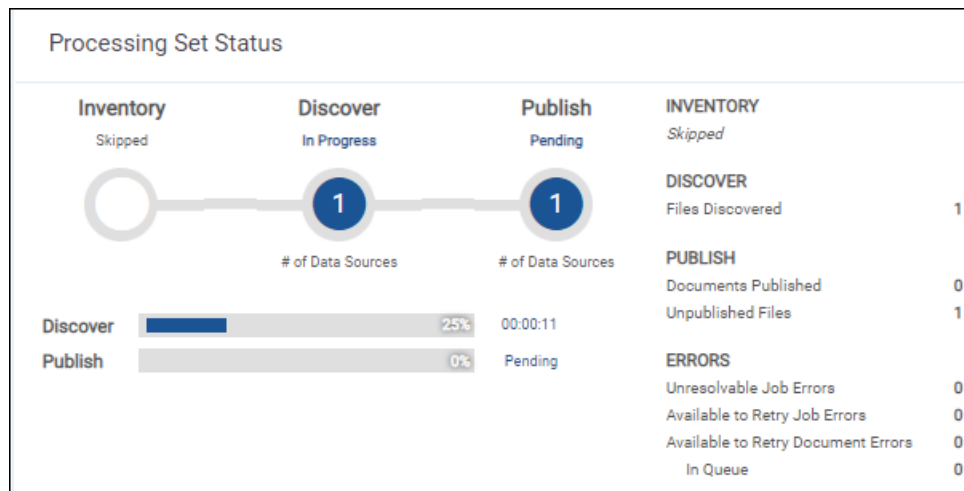 Processing Set Status
Inventory
Skipped
Discover
In Progress
1
# of Data Sources
Publish
Pending
1
# of Data Sources
Discover 25% 00:00:11
Publish 0% Pending
INVENTORY
Skipped
DISCOVER
Files Discovered 1
PUBLISH
Documents Published 0
Unpublished Files 1
ERRORS
Unresolvable Job Errors 0
Available to Retry Job Errors 0
Available to Retry Document Errors 0
In Queue 0